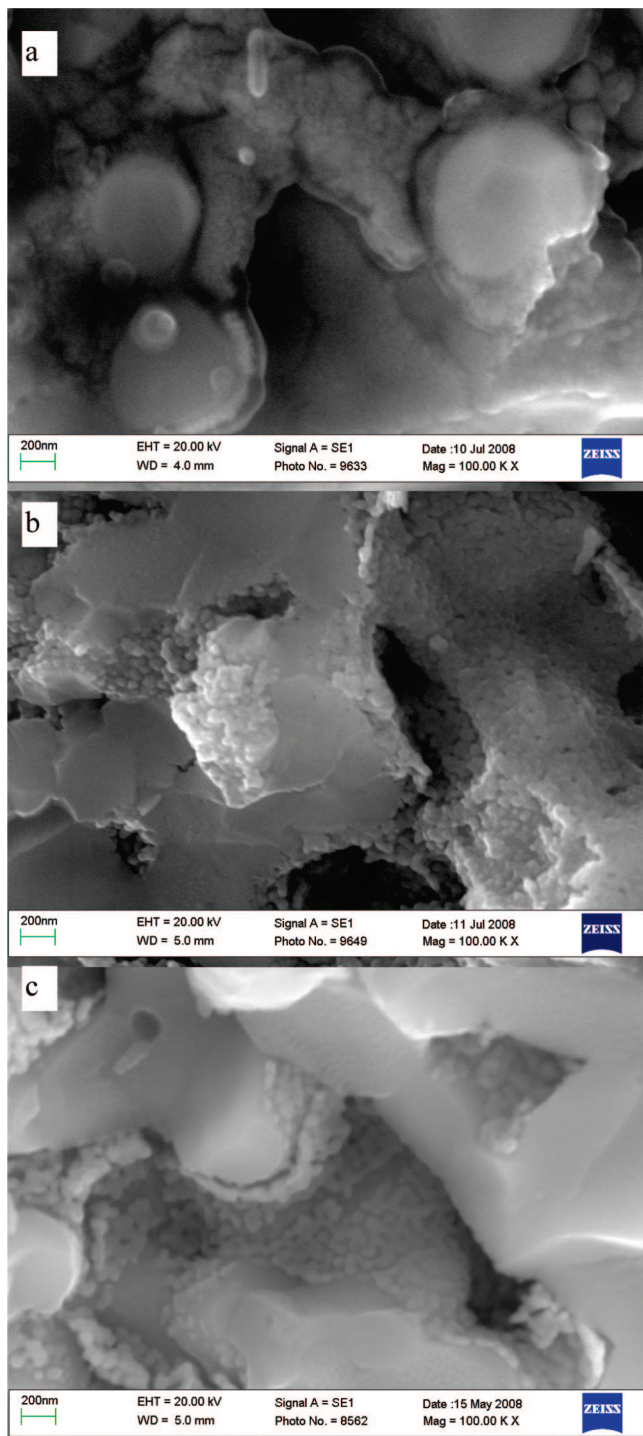 a
200nm EHT = 20.00 kV Signal A = SE1 Date :10 Jul 2008 ZEISS
WD = 4.0 mm Photo No. = 9633 Mag = 100.00 K X
b
200nm EHT = 20.00 kV Signal A = SE1 Date :11 Jul 2008 ZEISS
WD = 5.0 mm Photo No. = 9649 Mag = 100.00 K X
c
200nm EHT = 20.00 kV Signal A = SE1 Date :15 May 2008 ZEISS
WD = 5.0 mm Photo No. = 8562 Mag = 100.00 K X